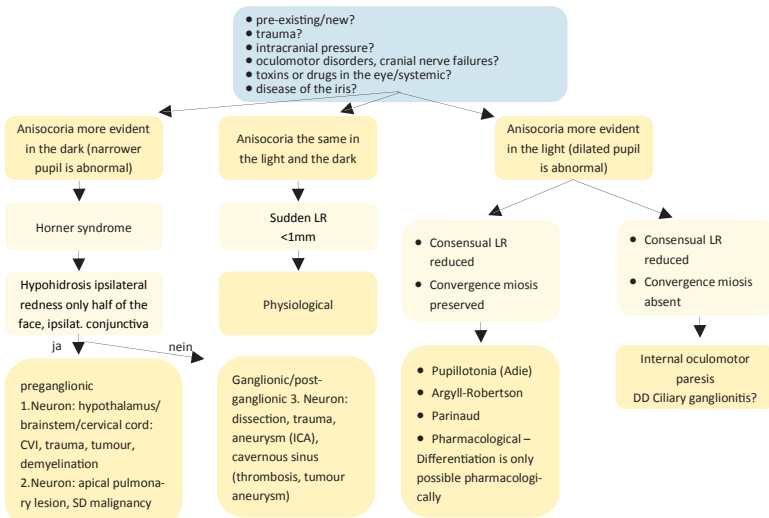 • pre-existing/new?
• trauma?
• intracranial pressure?
• oculomotor disorders, cranial nerve failures?
• toxins or drugs in the eye/systemic?
• disease of the iris?
Anisocoria more evident
in the dark (narrower
pupil is abnormal)
Anisocoria the same in
the light and the dark
Anisocoria more evident
in the light (dilated pupil
is abnormal)
Horner syndrome
Sudden LR
<1mm
• Consensual LR
reduced
• Convergence miosis
preserved
• Consensual LR
reduced
• Convergence miosis
absent
Hypohidrosis ipsilateral
redness only half of the
face, ipsilat. conjunctiva
Physiological
ja
nein
preganglionic
1.Neuron: hypothalamus/
brainstem/cervical cord:
CVI, trauma, tumour,
demyelination
2.Neuron: apical pulmona-
ry lesion, SD malignancy
Ganglionic/post-
ganglionic 3. Neuron:
dissection, trauma,
aneurysm (ICA),
cavernous sinus
(thrombosis, tumour
aneurysm)
• Pupillotonia (Adie)
• Argyll-Robertson
• Parinaud
• Pharmacological –
Differentiation is only
possible pharmacologi-
cally
Internal oculomotor
paresis
DD Ciliary ganglionitis?